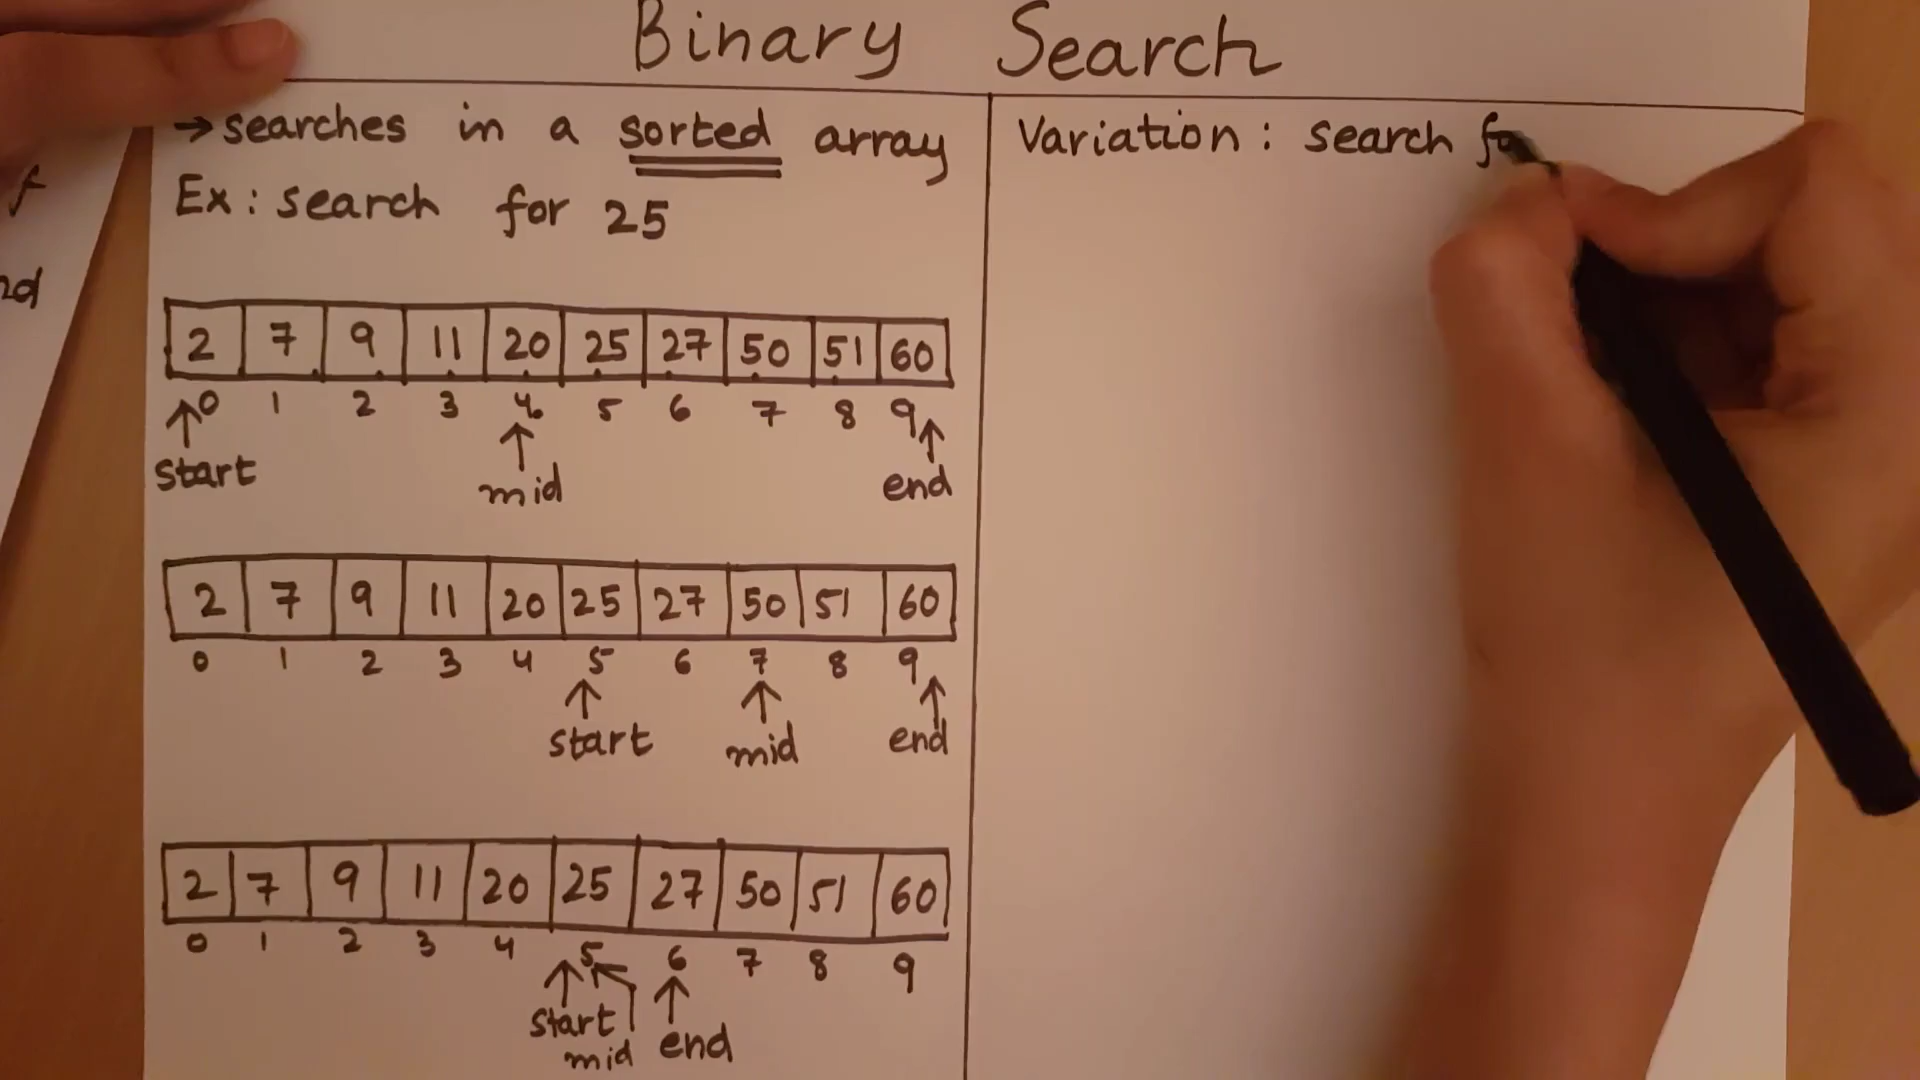 Binary Search
→ searches in a sorted array
Ex: search for 25
2 7 9 11 20 25 27 50 51 60
0 1 2 3 4 5 6 7 8 9
start mid end
2 7 9 11 20 25 27 50 51 60
0 1 2 3 4 5 6 7 8 9
start mid end
2 7 9 11 20 25 27 50 51 60
0 1 2 3 4 5 6 7 8 9
start
mid end
Variation: search fo